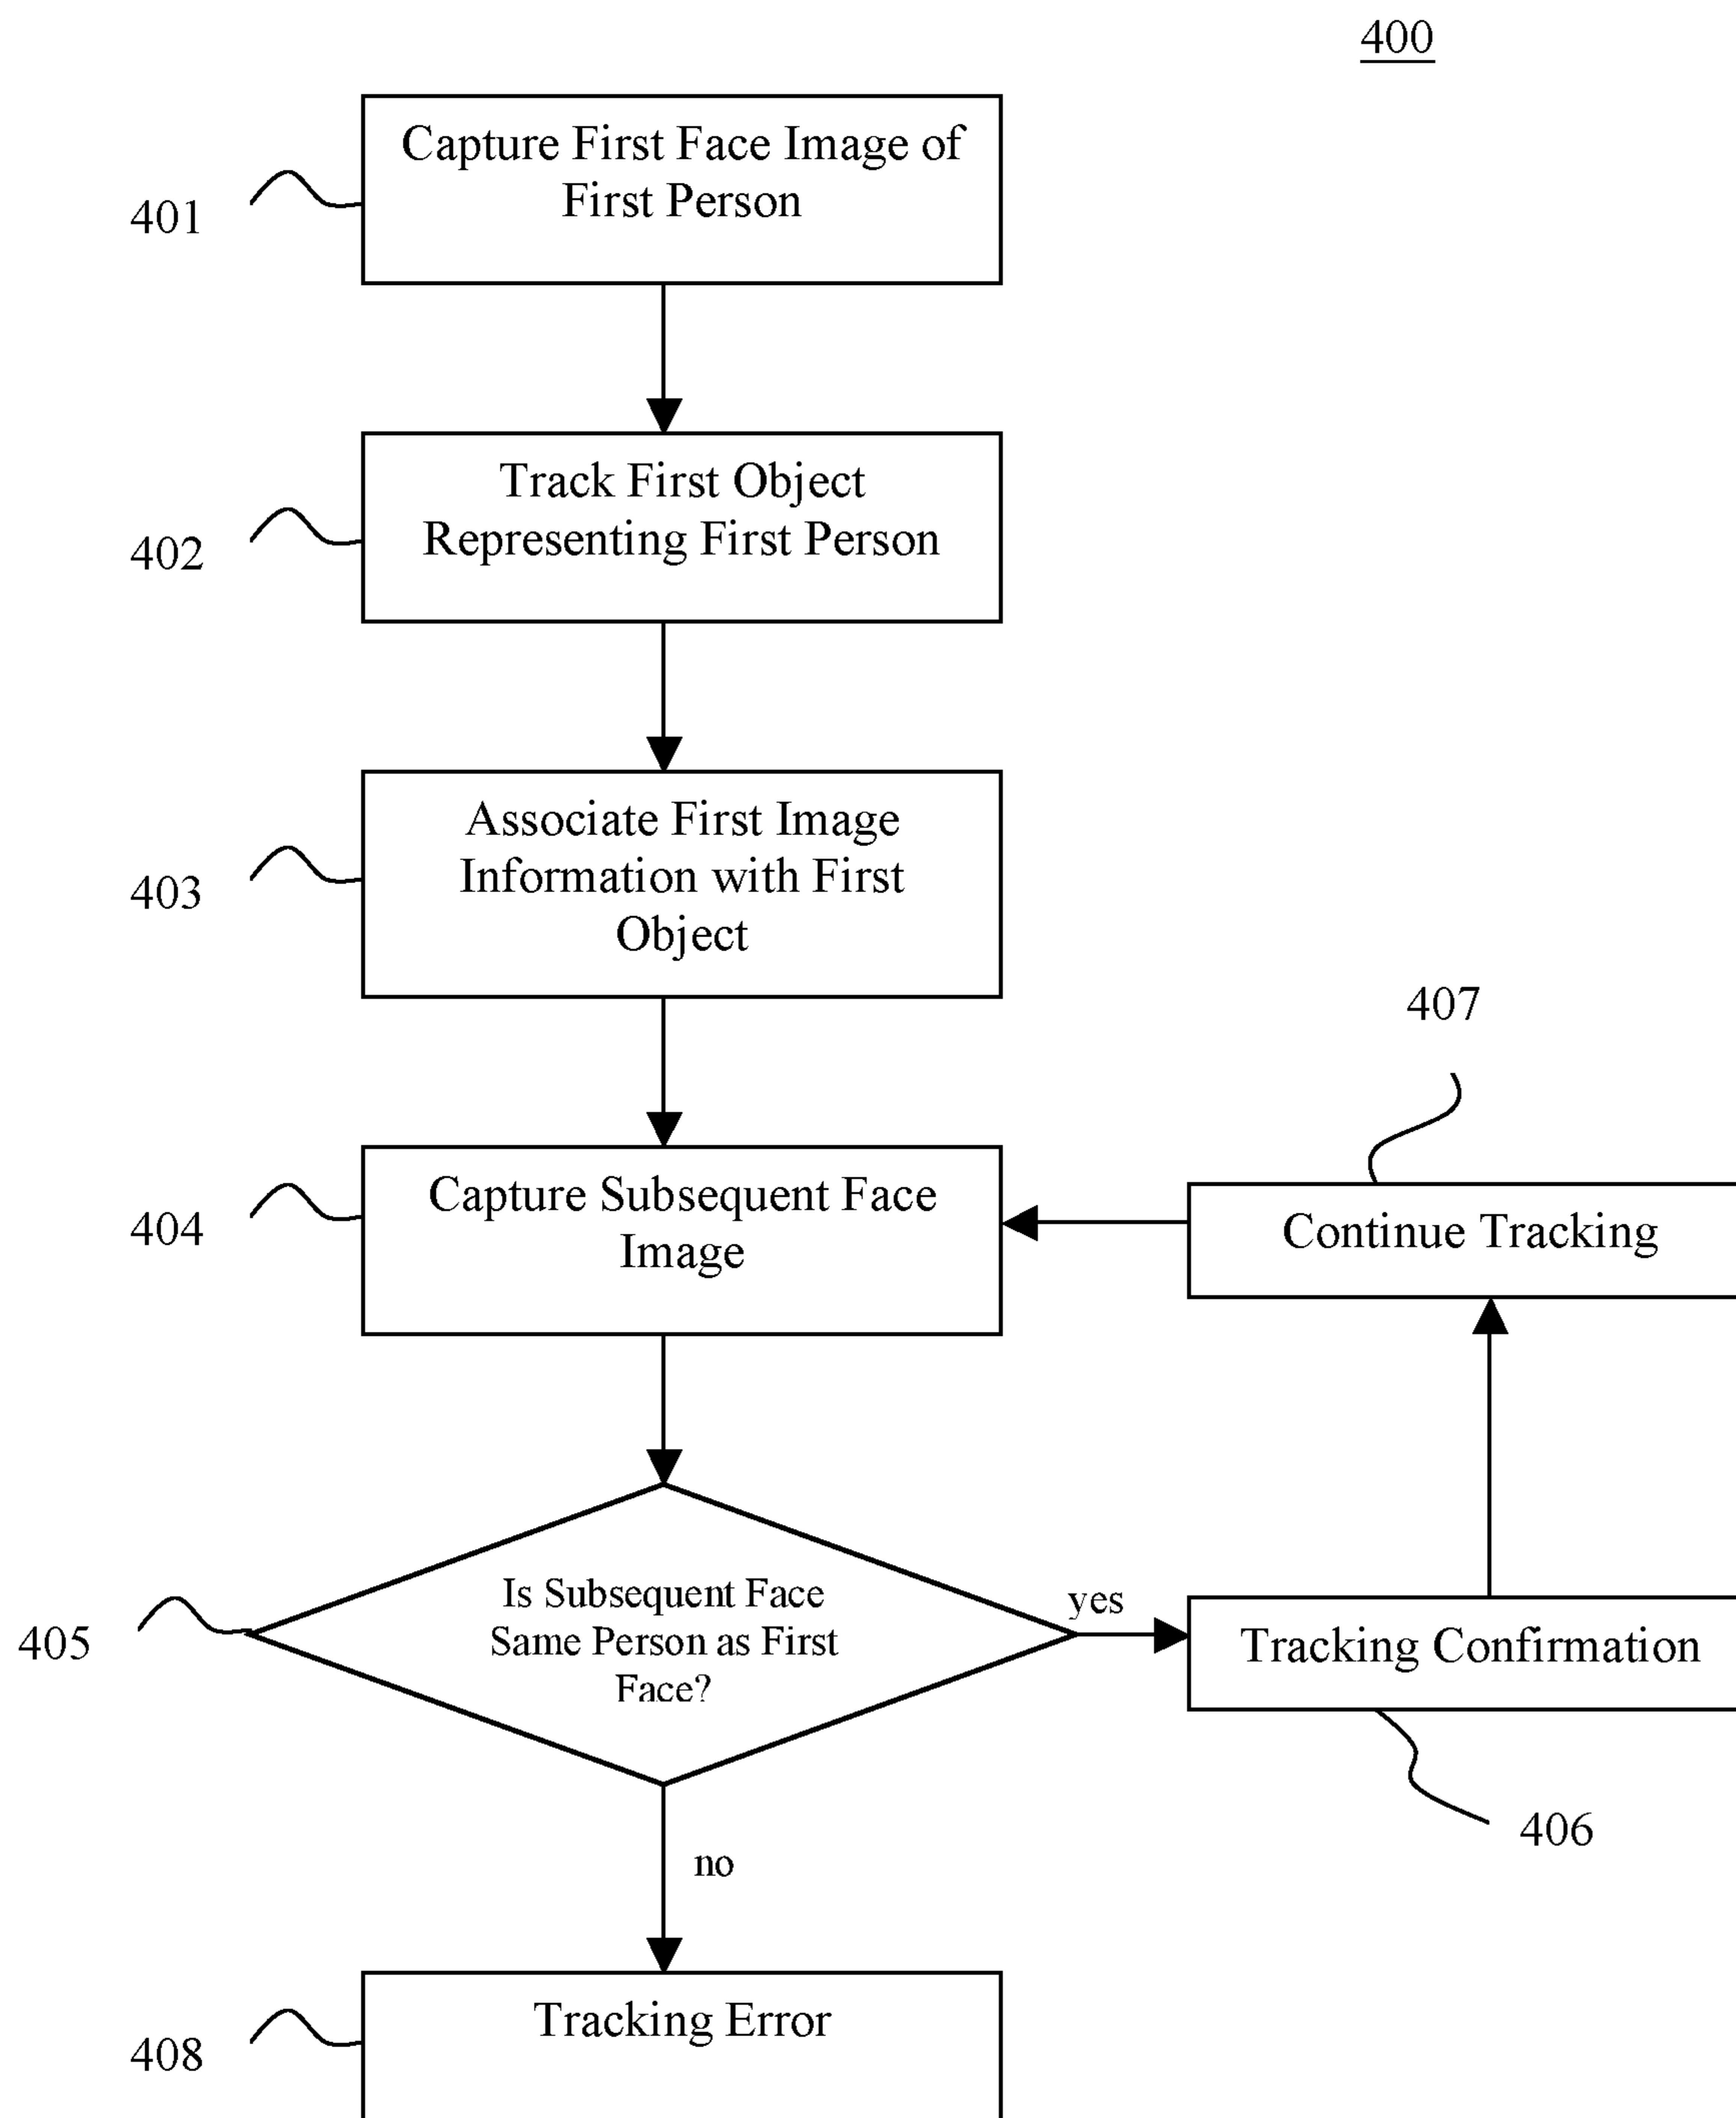 400
Capture First Face Image of
First Person
401
Track First Object
Representing First Person
402
Associate First Image
Information with First
Object
403
407
Capture Subsequent Face
Image
404
Continue Tracking
Is Subsequent Face
Same Person as First
Face?
405
yes
Tracking Confirmation
406
no
Tracking Error
408